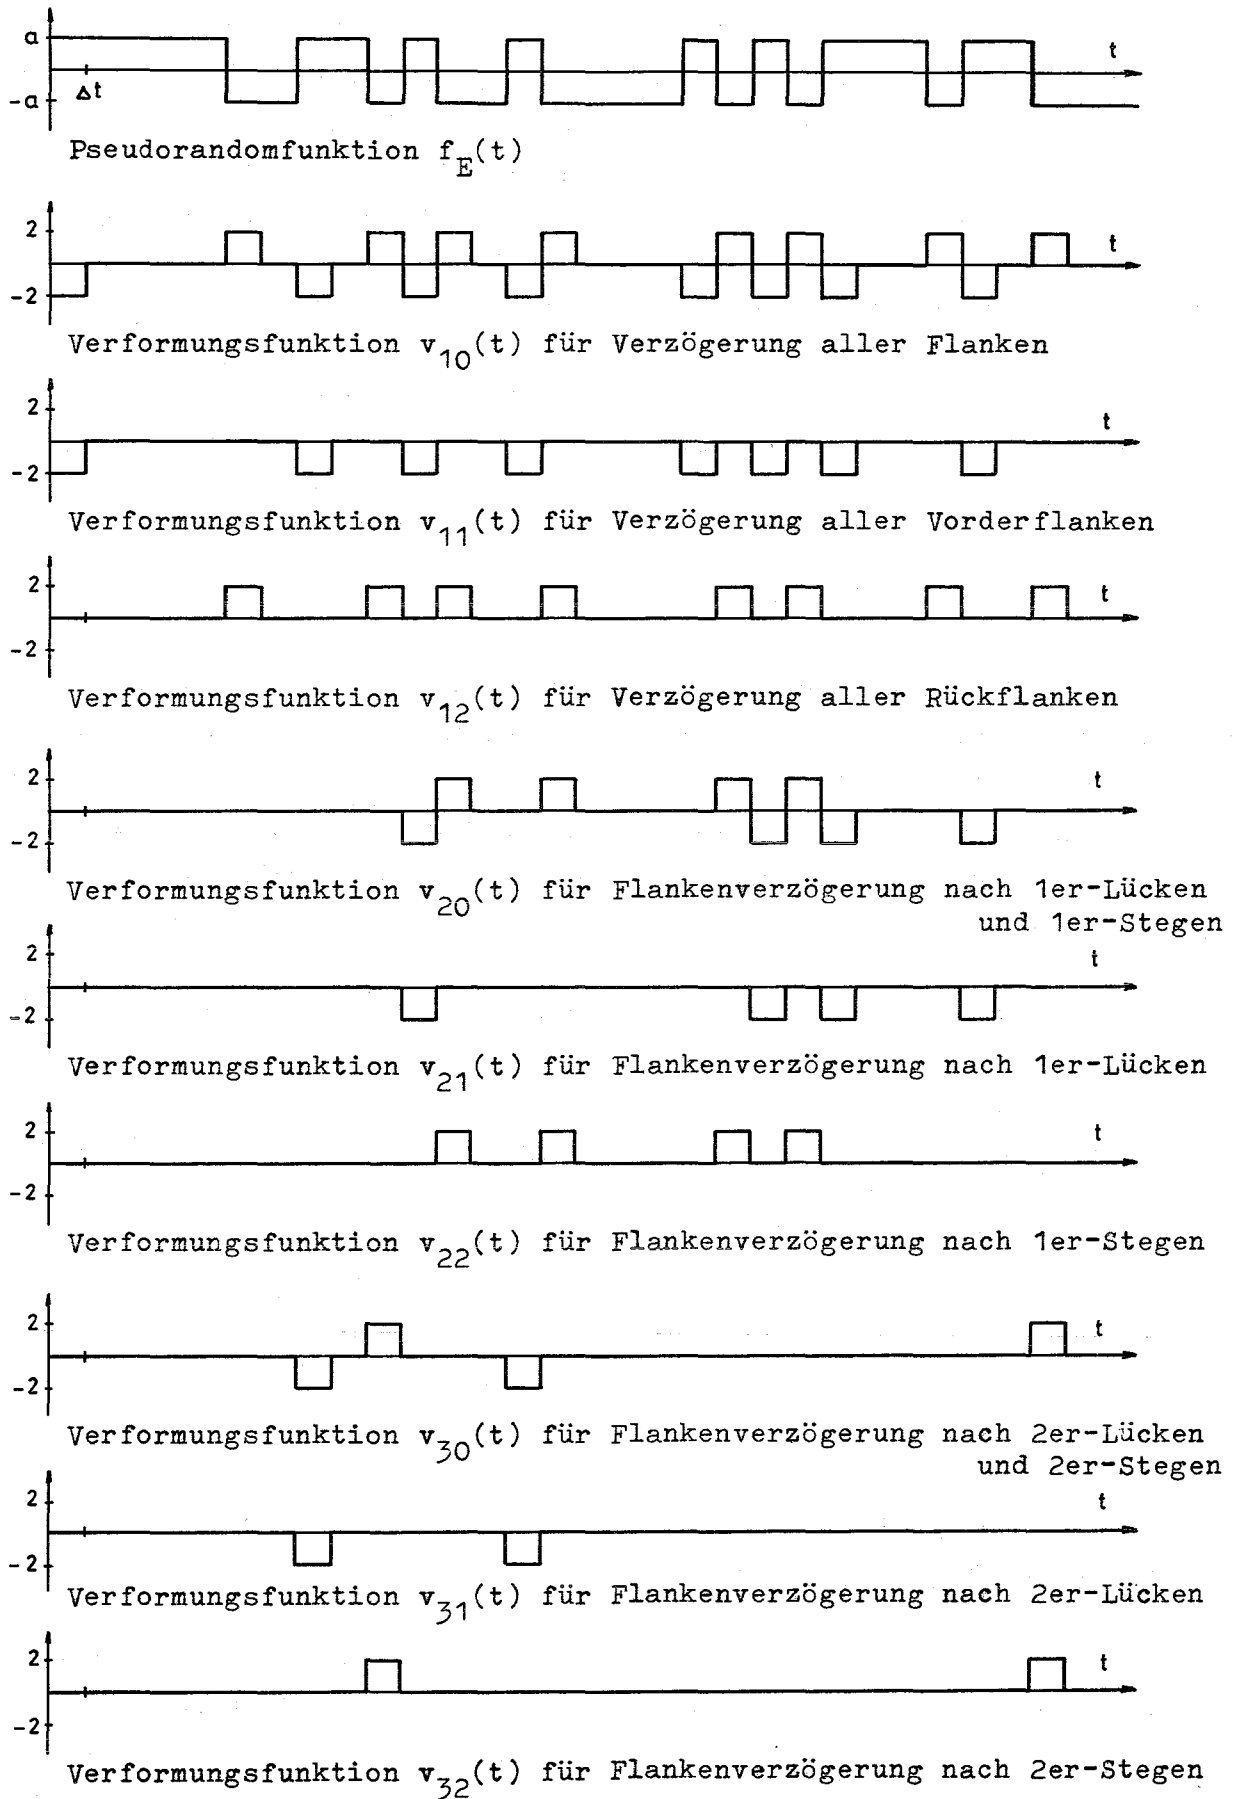 a
t
Δt
-a
Pseudorandomfunktion f_E(t)
2
t
-2
Verformungsfunktion v_10(t) für Verzögerung aller Flanken
2
t
-2
Verformungsfunktion v_11(t) für Verzögerung aller Vorderflanken
2
t
-2
Verformungsfunktion v_12(t) für Verzögerung aller Rückflanken
2
t
-2
Verformungsfunktion v_20(t) für Flankenverzögerung nach 1er-Lücken
und 1er-Stegen
2
t
-2
Verformungsfunktion v_21(t) für Flankenverzögerung nach 1er-Lücken
2
t
-2
Verformungsfunktion v_22(t) für Flankenverzögerung nach 1er-Stegen
2
t
-2
Verformungsfunktion v_30(t) für Flankenverzögerung nach 2er-Lücken
und 2er-Stegen
2
t
-2
Verformungsfunktion v_31(t) für Flankenverzögerung nach 2er-Lücken
2
t
-2
Verformungsfunktion v_32(t) für Flankenverzögerung nach 2er-Stegen